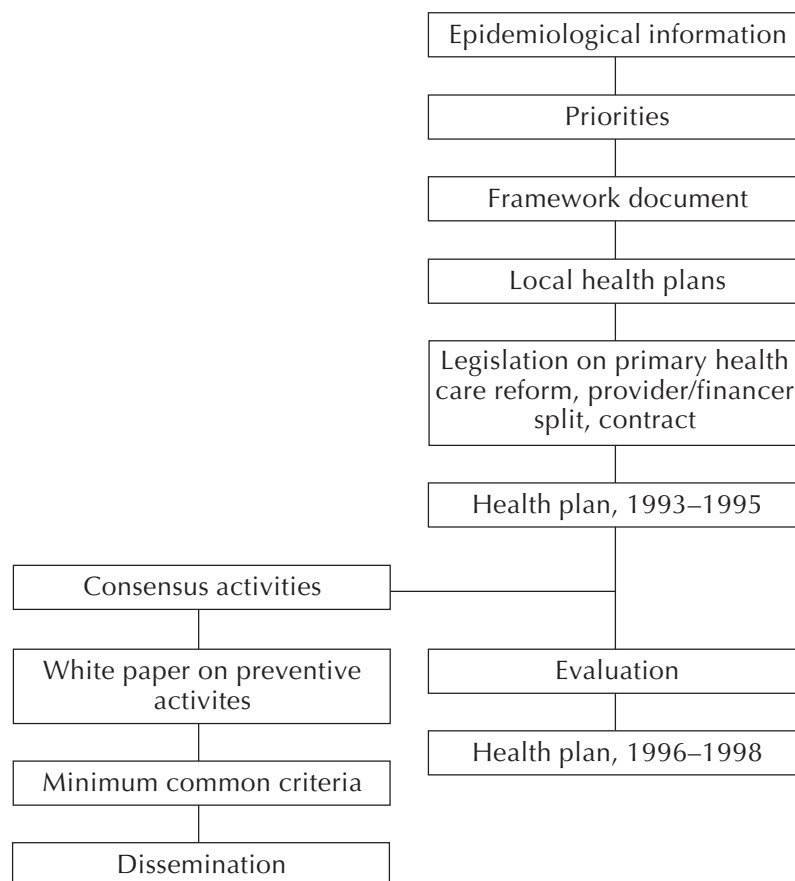 Epidemiological information
Priorities
Framework document
Local health plans
Legislation on primary health
care reform, provider/financer
split, contract
Health plan, 1993–1995
Consensus activities
White paper on preventive
activites
Minimum common criteria
Dissemination
Evaluation
Health plan, 1996–1998